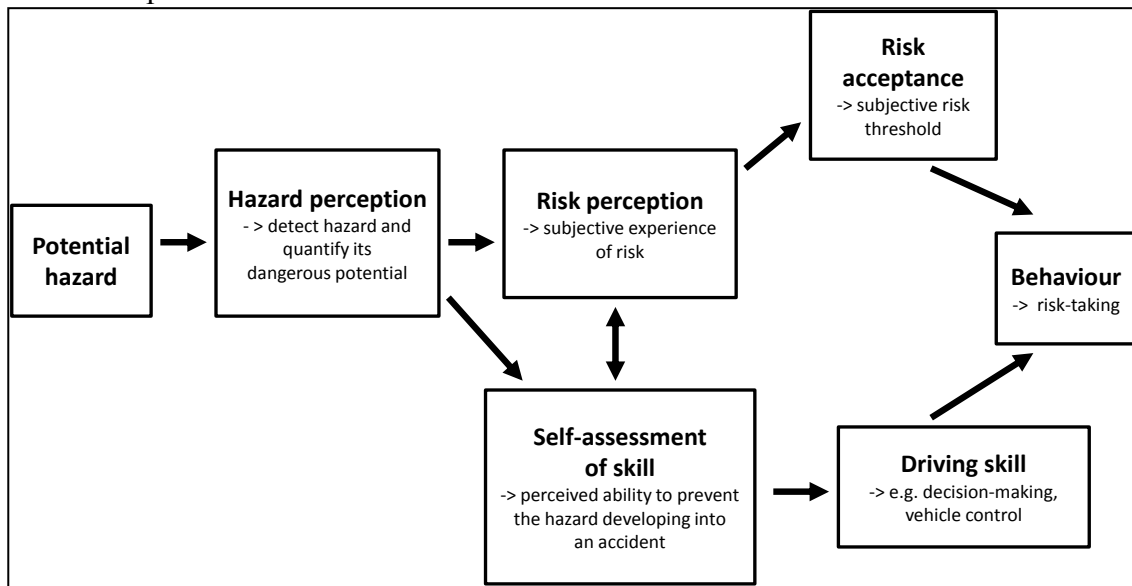 Potential
hazard
Hazard perception
- > detect hazard and
quantify its
dangerous potential
Risk perception
-> subjective experience
of risk
Risk
acceptance
-> subjective risk
threshold
Self-assessment
of skill
-> perceived ability to prevent
the hazard developing into
an accident
Driving skill
-> e.g. decision-making,
vehicle control
Behaviour
-> risk-taking